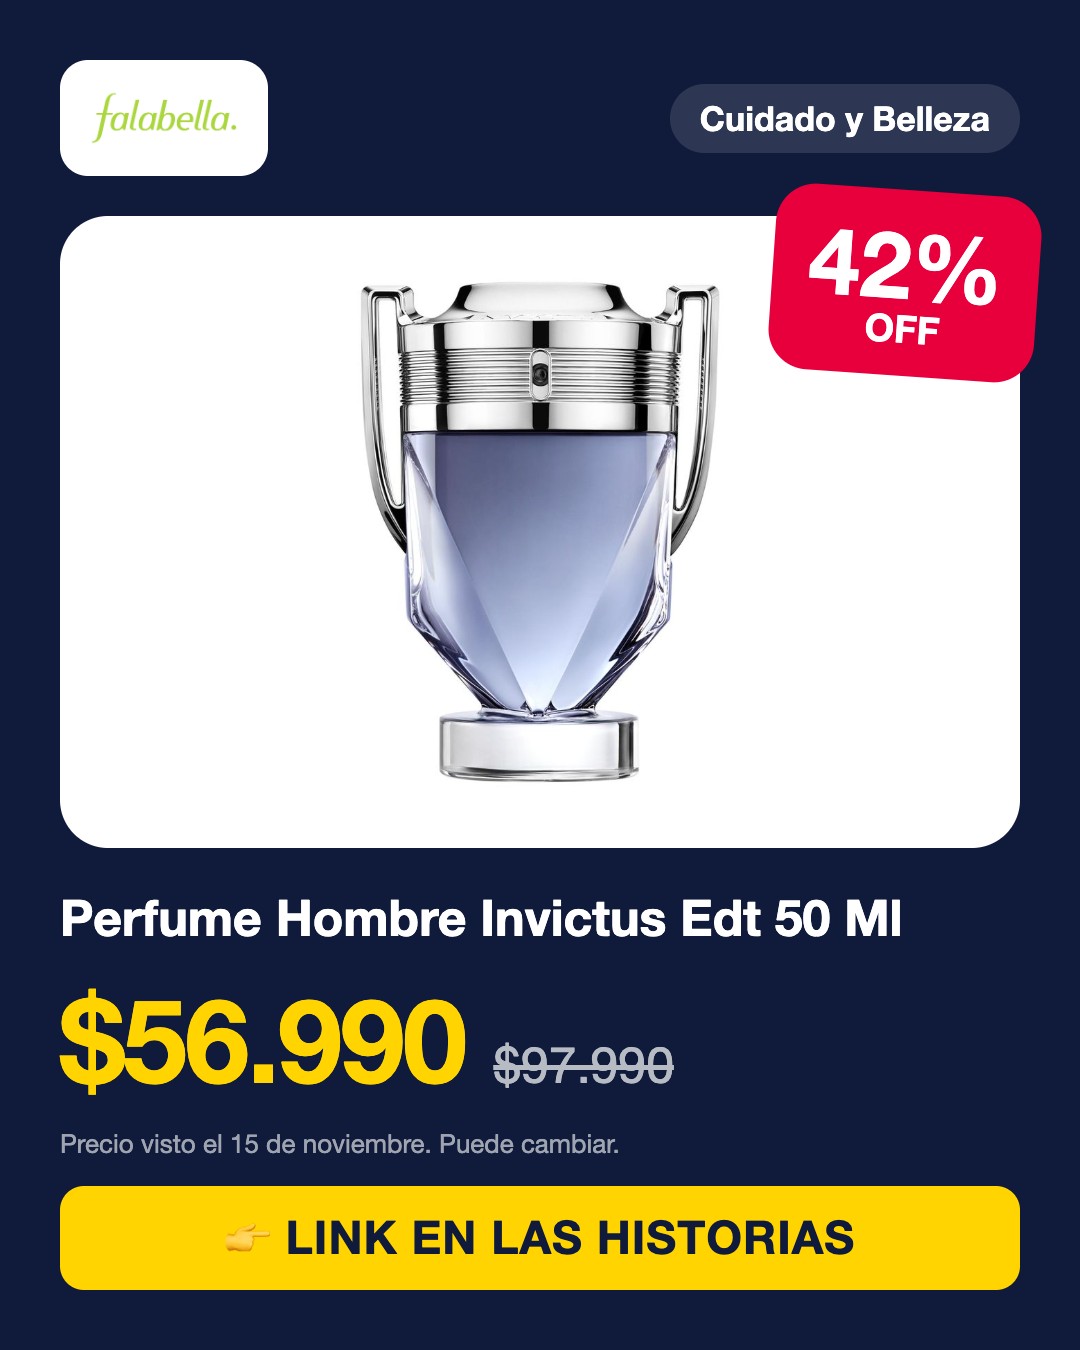 falabella.
Cuidado y Belleza
42%
OFF
Perfume Hombre Invictus Edt 50 Ml
$56.990 $97.990
Precio visto el 15 de noviembre. Puede cambiar.
👉 LINK EN LAS HISTORIAS